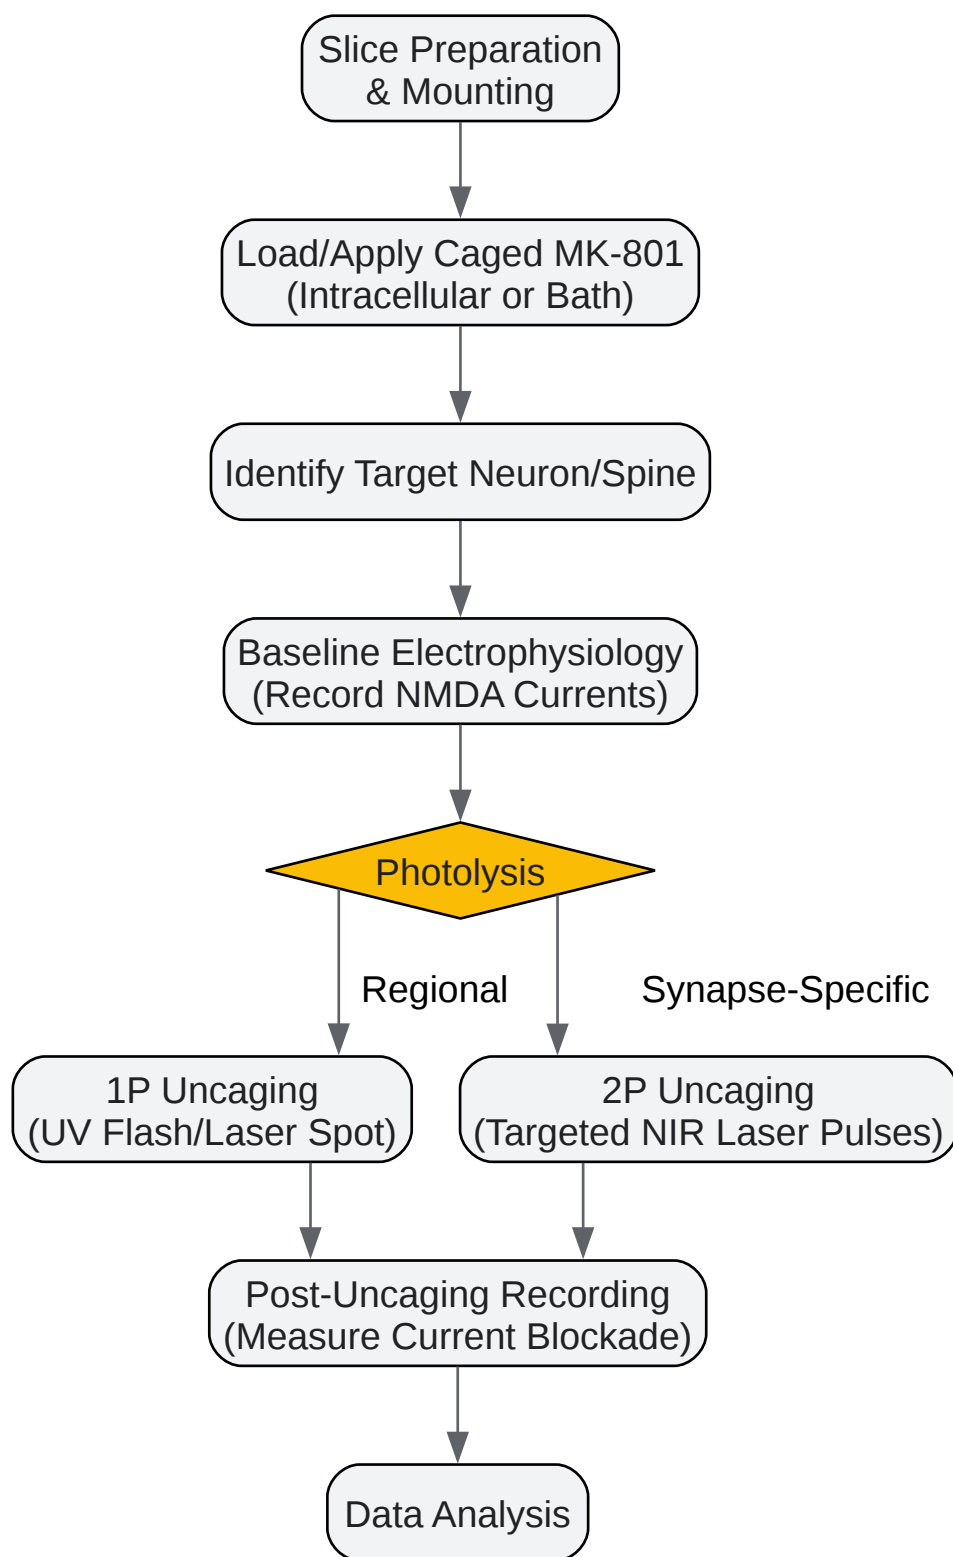 Slice Preparation
& Mounting
Load/Apply Caged MK-801
(Intracellular or Bath)
Identify Target Neuron/Spine
Baseline Electrophysiology
(Record NMDA Currents)
Photolysis
Regional
Synapse-Specific
1P Uncaging
(UV Flash/Laser Spot)
2P Uncaging
(Targeted NIR Laser Pulses)
Post-Uncaging Recording
(Measure Current Blockade)
Data Analysis